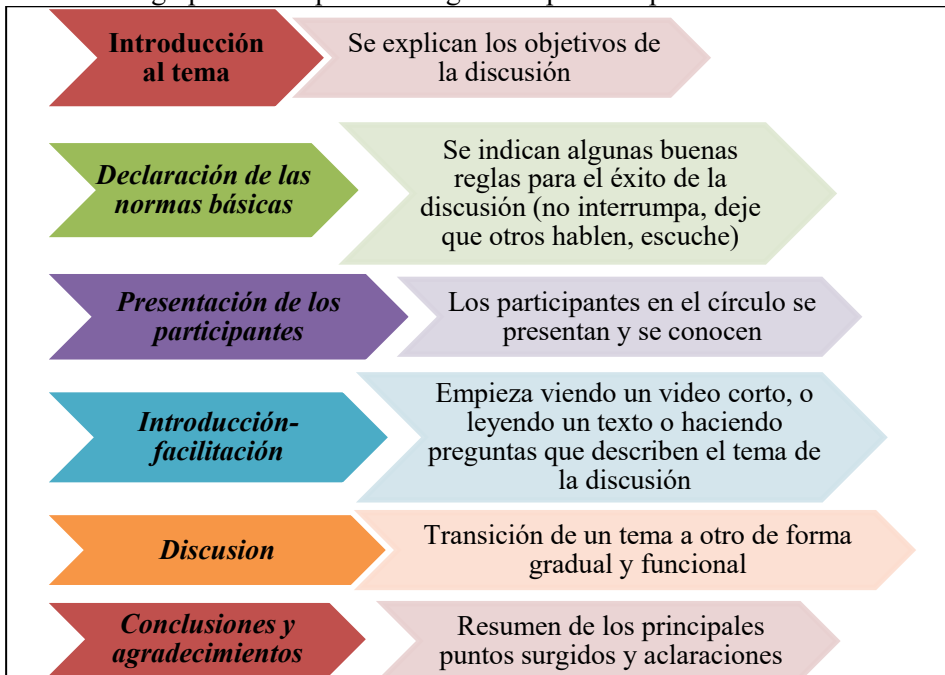 Introducción
al tema
Se explican los objetivos de
la discusión
Declaración de las
normas básicas
Se indican algunas buenas
reglas para el éxito de la
discusión (no interrumpa, deje
que otros hablen, escuche)
Presentación de los
participantes
Los participantes en el círculo se
presentan y se conocen
Introducción-
facilitación
Empieza viendo un video corto, o
leyendo un texto o haciendo
preguntas que describen el tema de
la discusión
Discusion
Transición de un tema a otro de forma
gradual y funcional
Conclusiones y
agradecimientos
Resumen de los principales
puntos surgidos y aclaraciones